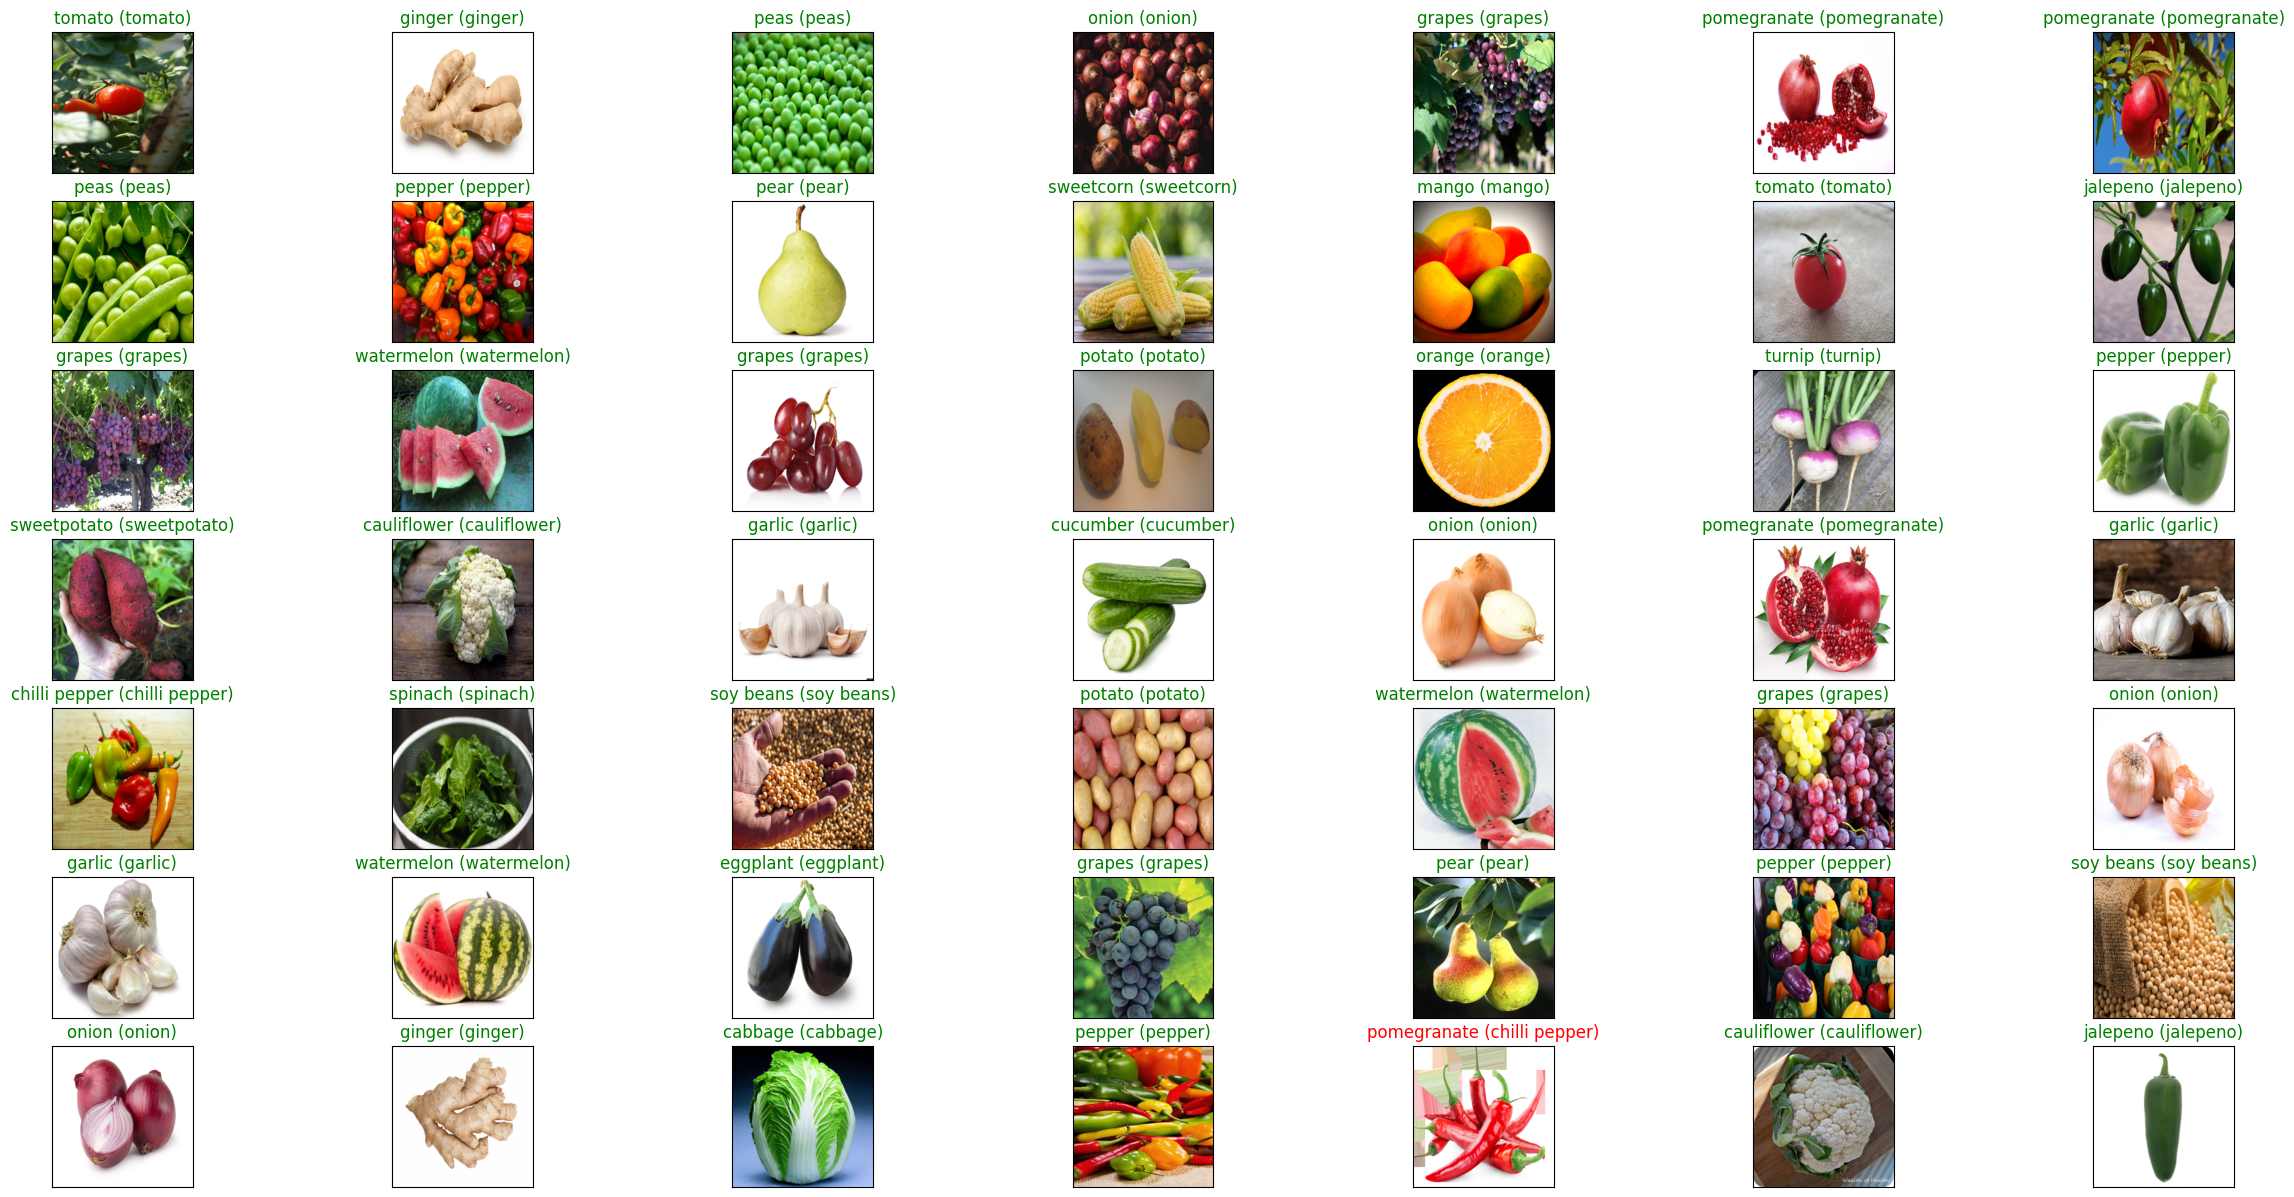 tomato (tomato) ginger (ginger) peas (peas) onion (onion) grapes (grapes) pomegranate (pomegranate) pomegranate (pomegranate)
peas (peas) pepper (pepper) pear (pear) sweetcorn (sweetcorn) mango (mango) tomato (tomato) jalepeno (jalepeno)
grapes (grapes) watermelon (watermelon) grapes (grapes) potato (potato) orange (orange) turnip (turnip) pepper (pepper)
sweetpotato (sweetpotato) cauliflower (cauliflower) garlic (garlic) cucumber (cucumber) onion (onion) pomegranate (pomegranate) garlic (garlic)
chilli pepper (chilli pepper) spinach (spinach) soy beans (soy beans) potato (potato) watermelon (watermelon) grapes (grapes) onion (onion)
garlic (garlic) watermelon (watermelon) eggplant (eggplant) grapes (grapes) pear (pear) pepper (pepper) soy beans (soy beans)
onion (onion) ginger (ginger) cabbage (cabbage) pepper (pepper) pomegranate (chilli pepper) cauliflower (cauliflower) jalepeno (jalepeno)